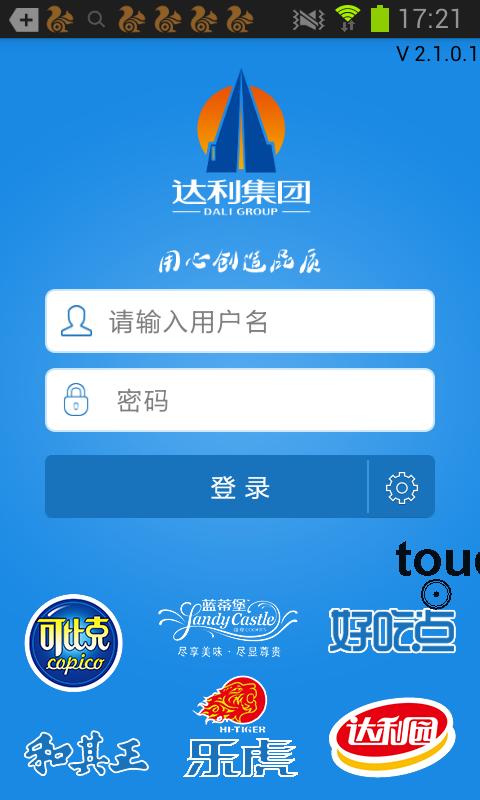 17:21
V 2.1.0.1
达利集团
DALI GROUP
用心创造品质
请输入用户名
密码
登录
touc
可比克
copico
蓝蒂堡
Landy Castle
尽享美味·尽显尊贵
好吃点
和其正
HI-TIGER
乐虎
达利园